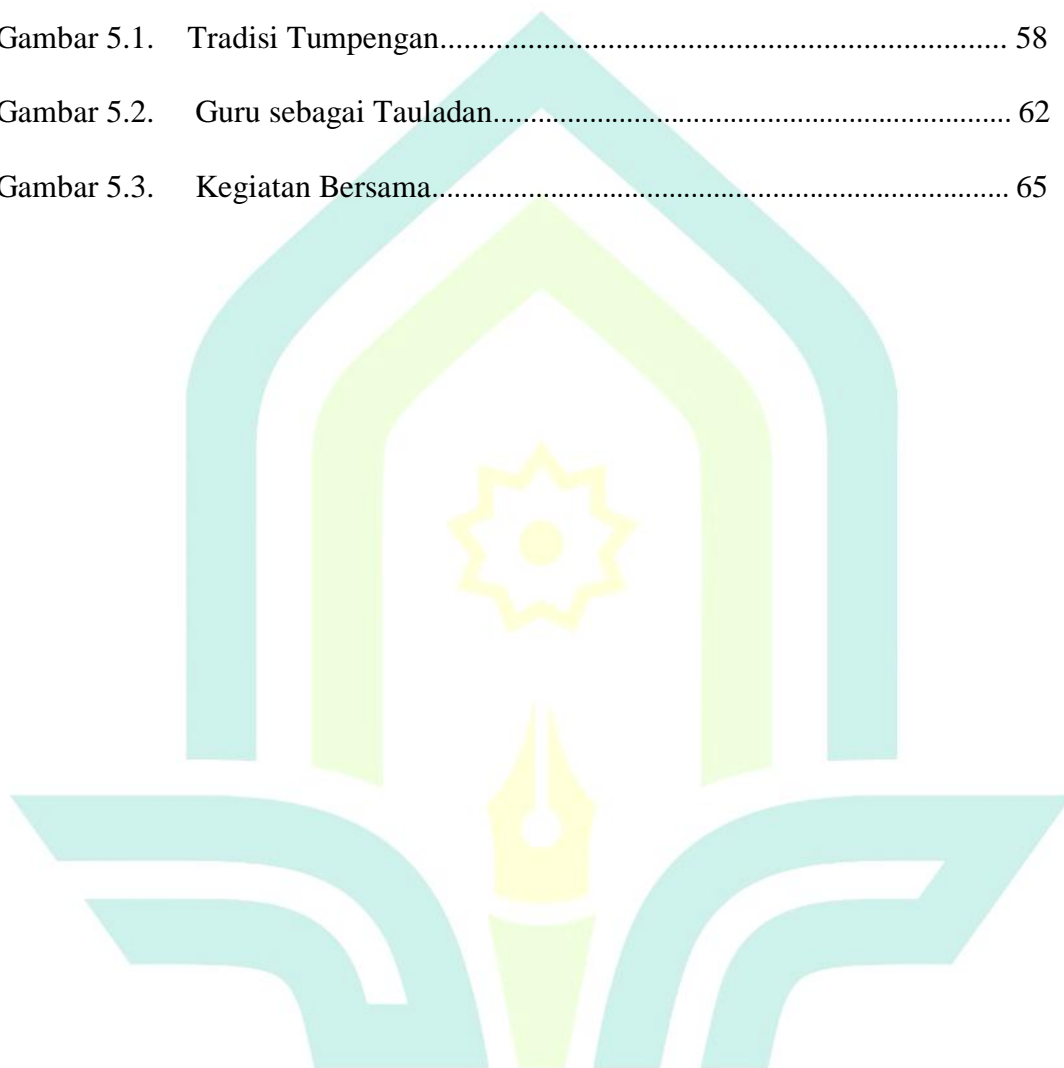 Gambar 5.1. Tradisi Tumpengan....................................................................... 58
Gambar 5.2. Guru sebagai Tauladan................................................................. 62
Gambar 5.3. Kegiatan Bersama........................................................................ 65